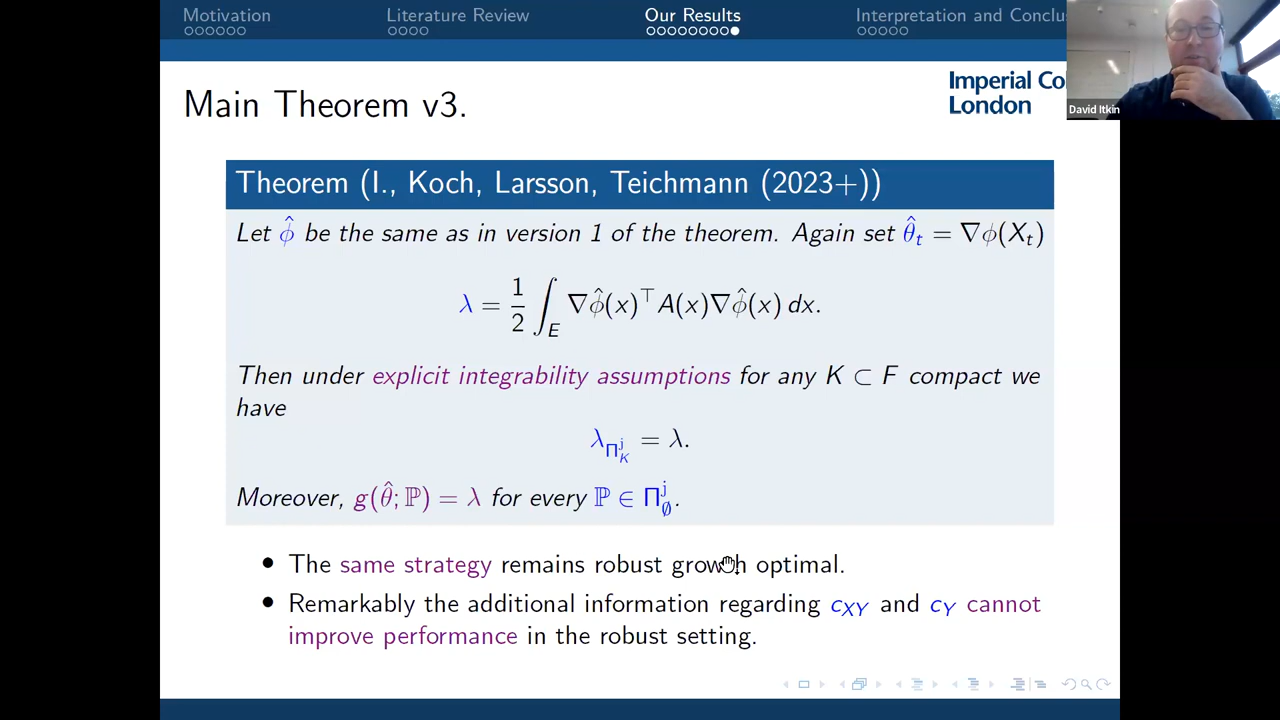 Motivation
Literature Review
Our Results
Interpretation and Conclu
Imperial Co
London
David Itkin
Main Theorem v3.
Theorem (I., Koch, Larsson, Teichmann (2023+))
Let ϕ̂ be the same as in version 1 of the theorem. Again set θ̂ₜ = ∇ϕ(Xₜ)
λ = 1/2 ∫_E ∇ϕ̂(x)^⊤ A(x)∇ϕ̂(x) dx.
Then under explicit integrability assumptions for any K ⊂ F compact we
have
λ_{Π^j_K} = λ.
Moreover, g(θ̂; ℙ) = λ for every ℙ ∈ Π^j_∅.
• The same strategy remains robust growth optimal.
• Remarkably the additional information regarding c_{XY} and c_Y cannot
improve performance in the robust setting.